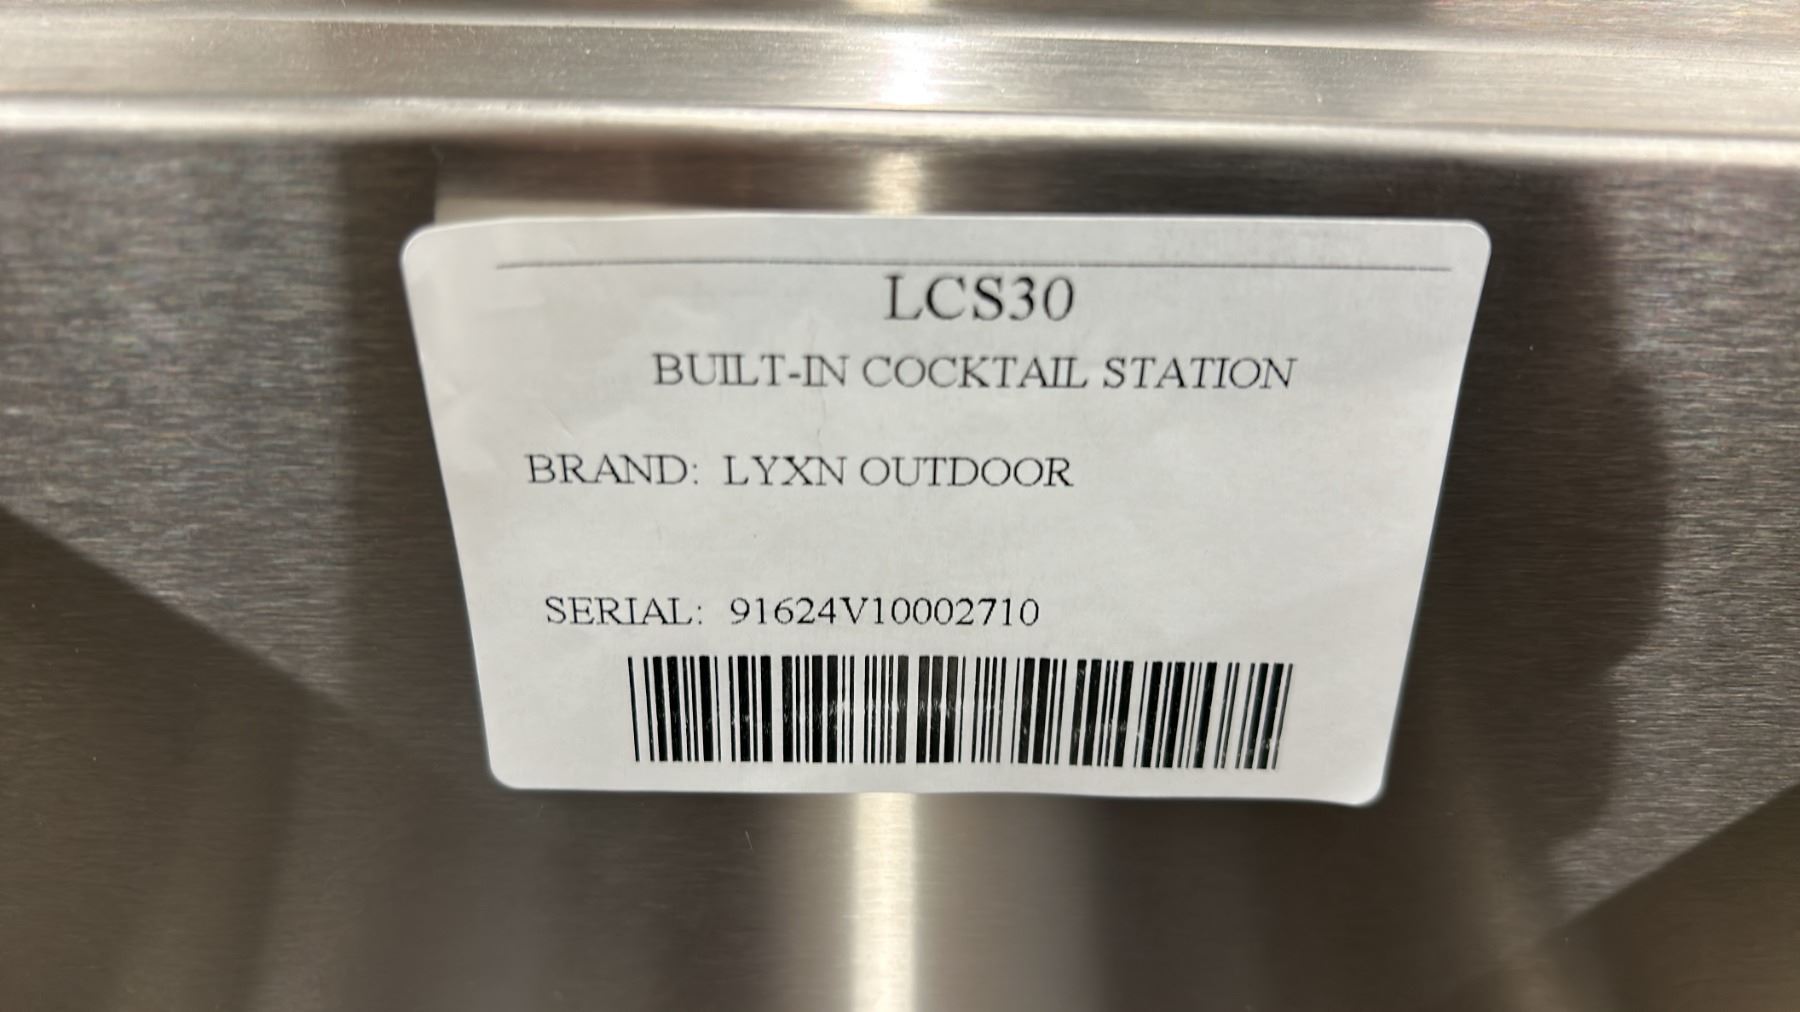 LCS30
BUILT-IN COCKTAIL STATION
BRAND: LYXN OUTDOOR
SERIAL: 91624V10002710